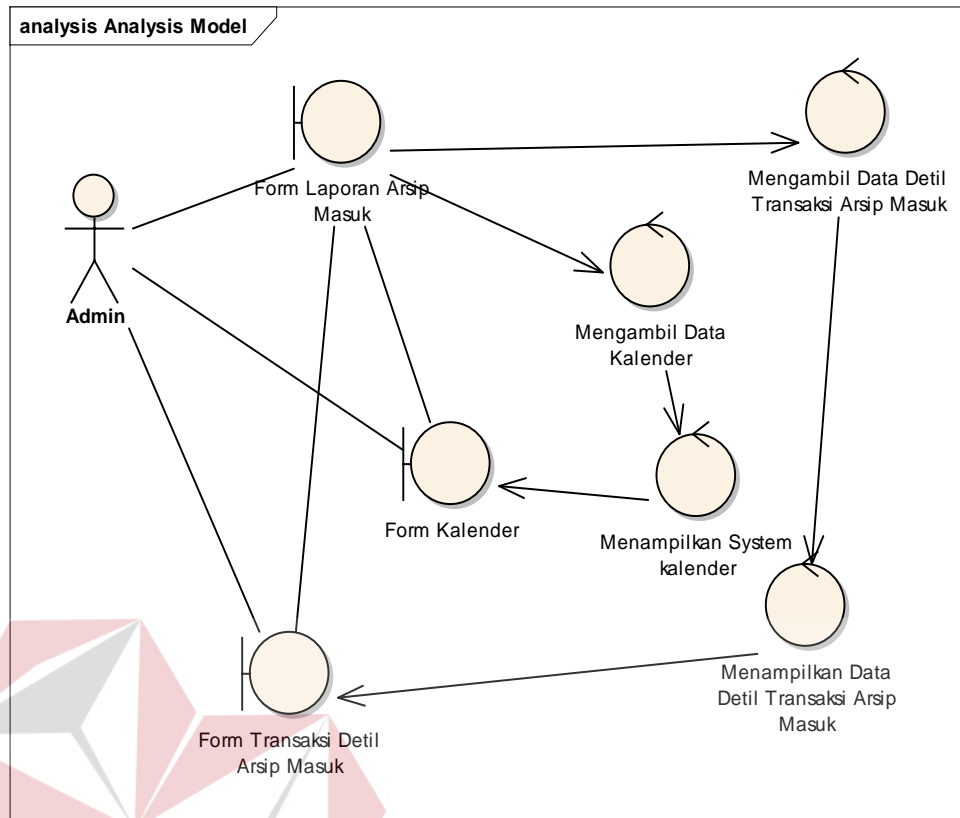 analysis Analysis Model
Form Laporan Arsip
Masuk
Mengambil Data Detil
Transaksi Arsip Masuk
Admin
Mengambil Data
Kalender
Form Kalender
Menampilkan System
kalender
Menampilkan Data
Detil Transaksi Arsip
Masuk
Form Transaksi Detil
Arsip Masuk